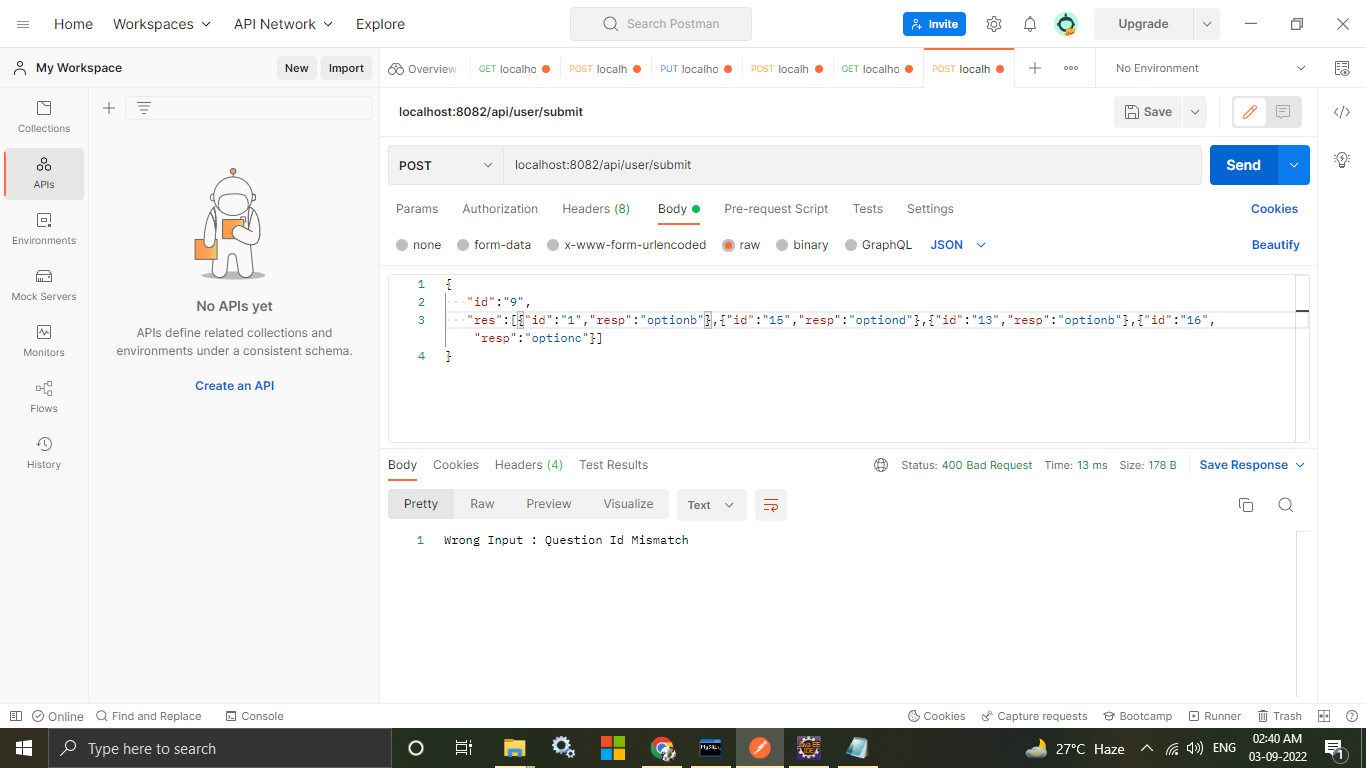 Home Workspaces API Network Explore Search Postman Invite Upgrade
My Workspace New Import Overview GET localho POST localh PUT localho POST localh GET localho POST localh No Environment
Collections
APIs
Environments
Mock Servers
Monitors
Flows
History
No APIs yet
APIs define related collections and
environments under a consistent schema.
Create an API
localhost:8082/api/user/submit Save
POST localhost:8082/api/user/submit Send
Params Authorization Headers (8) Body Pre-request Script Tests Settings Cookies
none form-data x-www-form-urlencoded raw binary GraphQL JSON Beautify
1 {
2 "id":"9",
3 "res":[{"id":"1","resp":"optionb"},{"id":"15","resp":"optiond"},{"id":"13","resp":"optionb"},{"id":"16",
"resp":"optionc"}]
4 }
Body Cookies Headers (4) Test Results Status: 400 Bad Request Time: 13 ms Size: 178 B Save Response
Pretty Raw Preview Visualize Text
1 Wrong Input : Question Id Mismatch
Online Find and Replace Console Cookies Capture requests Bootcamp Runner Trash
Type here to search MySQL Java EE IDE 27°C Haze ENG 02:40 AM
03-09-2022 1